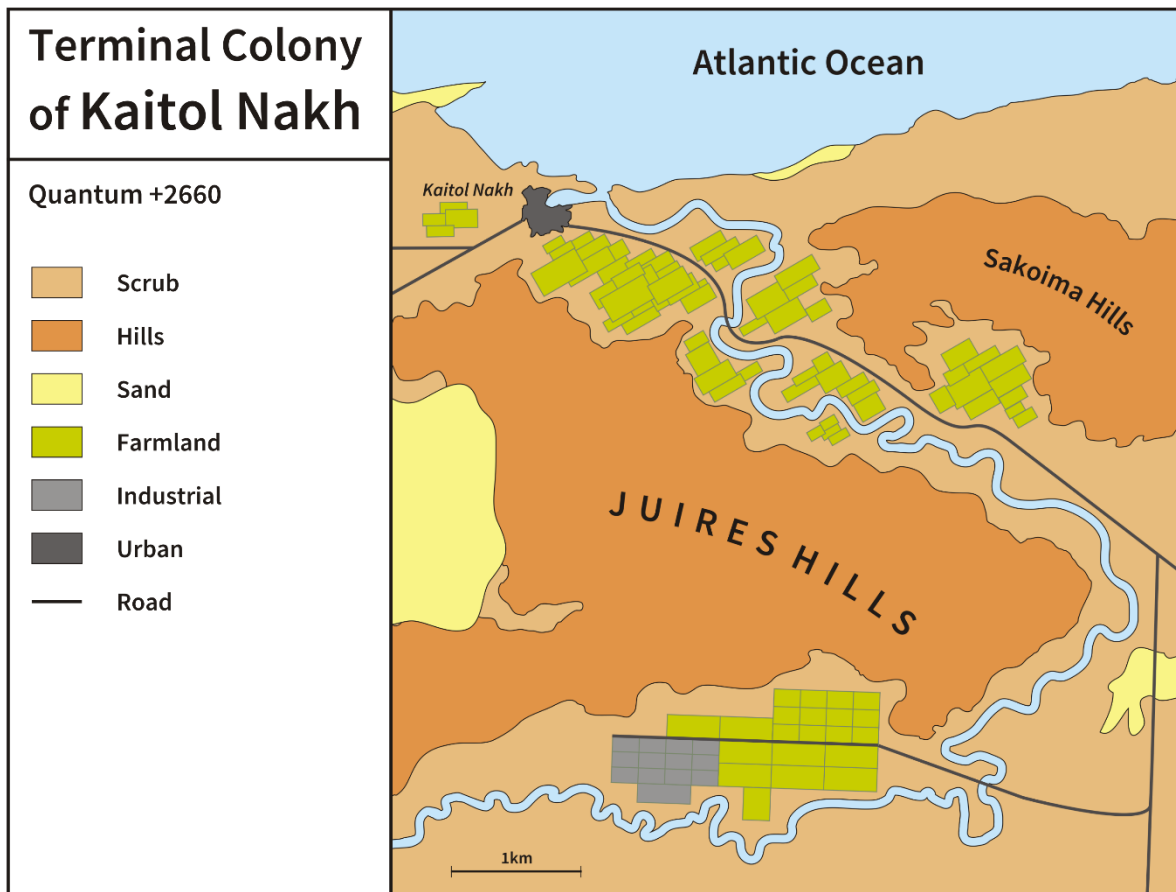 Terminal Colony
of Kaitol Nakh
Quantum +2660
Scrub
Hills
Sand
Farmland
Industrial
Urban
Road
Atlantic Ocean
Kaitol Nakh
Sakoima Hills
JUIRES HILLS
1km